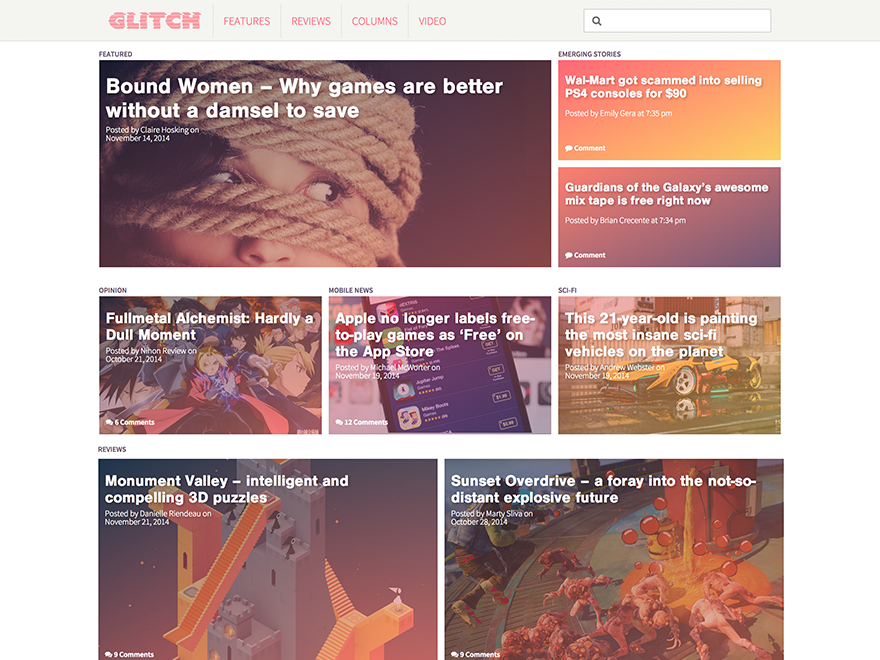 GLITCH
FEATURES
REVIEWS
COLUMNS
VIDEO
FEATURED
Bound Women – Why games are better
without a damsel to save
Posted by Claire Hosking on
November 14, 2014
EMERGING STORIES
Wal-Mart got scammed into selling
PS4 consoles for $90
Posted by Emily Gera at 7:35 pm
Comment
Guardians of the Galaxy's awesome
mix tape is free right now
Posted by Brian Crecente at 7:34 pm
Comment
OPINION
Fullmetal Alchemist: Hardly a
Dull Moment
Posted by Nihon Review on
October 21, 2014
6 Comments
MOBILE NEWS
Apple no longer labels free-
to-play games as ‘Free’ on
the App Store
Posted by Michael McWorter on
November 19, 2014
Jupiter Jump
Mikey Boots
Games
12 Comments
SCI-FI
This 21-year-old is painting
the most insane sci-fi
vehicles on the planet
Posted by Andrew Webster on
November 19, 2014
REVIEWS
Monument Valley – intelligent and
compelling 3D puzzles
Posted by Danielle Riendeau on
November 21, 2014
9 Comments
Sunset Overdrive – a foray into the not-so-
distant explosive future
Posted by Marty Sliva on
October 28, 2014
9 Comments